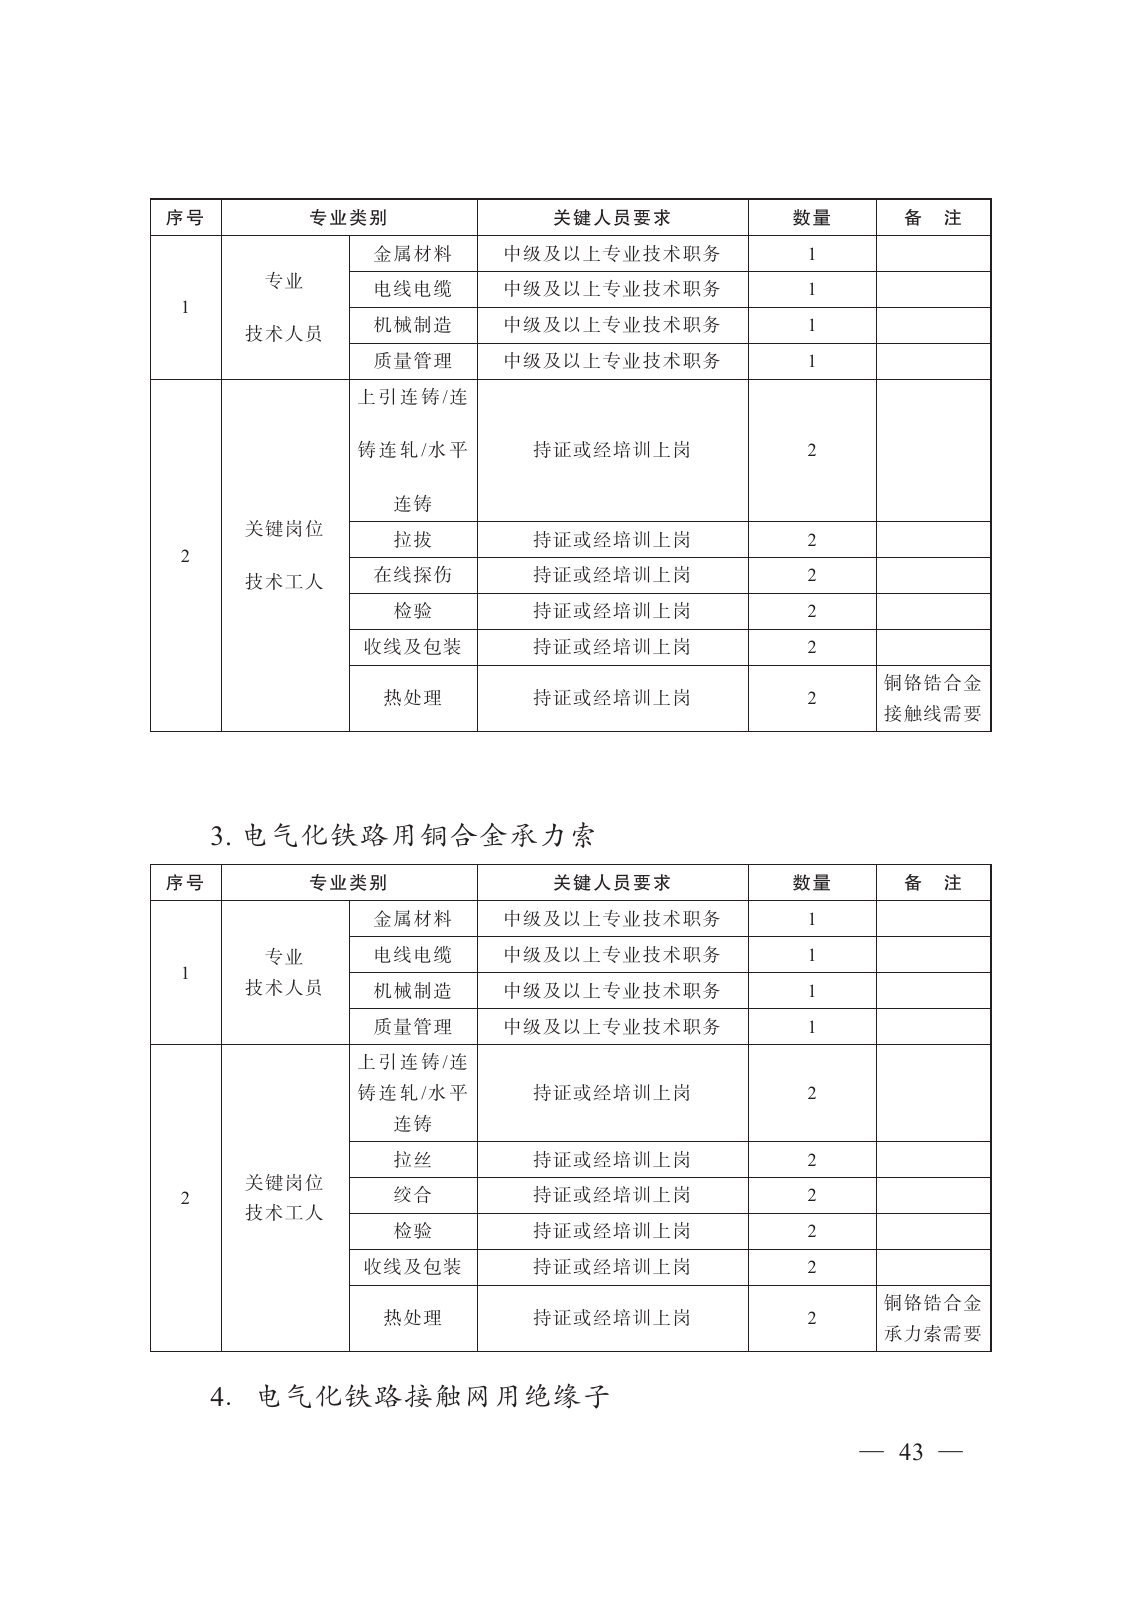 序号 专业类别 关键人员要求 数量 备 注
1 专业技术人员 金属材料 中级及以上专业技术职务 1
电线电缆 中级及以上专业技术职务 1
机械制造 中级及以上专业技术职务 1
质量管理 中级及以上专业技术职务 1
2 关键岗位技术工人 上引连铸/连铸连轧/水平连铸 持证或经培训上岗 2
拉拔 持证或经培训上岗 2
在线探伤 持证或经培训上岗 2
检验 持证或经培训上岗 2
收线及包装 持证或经培训上岗 2
热处理 持证或经培训上岗 2 铜铬锆合金接触线需要
3. 电气化铁路用铜合金承力索
序号 专业类别 关键人员要求 数量 备 注
1 专业技术人员 金属材料 中级及以上专业技术职务 1
电线电缆 中级及以上专业技术职务 1
机械制造 中级及以上专业技术职务 1
质量管理 中级及以上专业技术职务 1
2 关键岗位技术工人 上引连铸/连铸连轧/水平连铸 持证或经培训上岗 2
拉丝 持证或经培训上岗 2
绞合 持证或经培训上岗 2
检验 持证或经培训上岗 2
收线及包装 持证或经培训上岗 2
热处理 持证或经培训上岗 2 铜铬锆合金承力索需要
4. 电气化铁路接触网用绝缘子
— 43 —